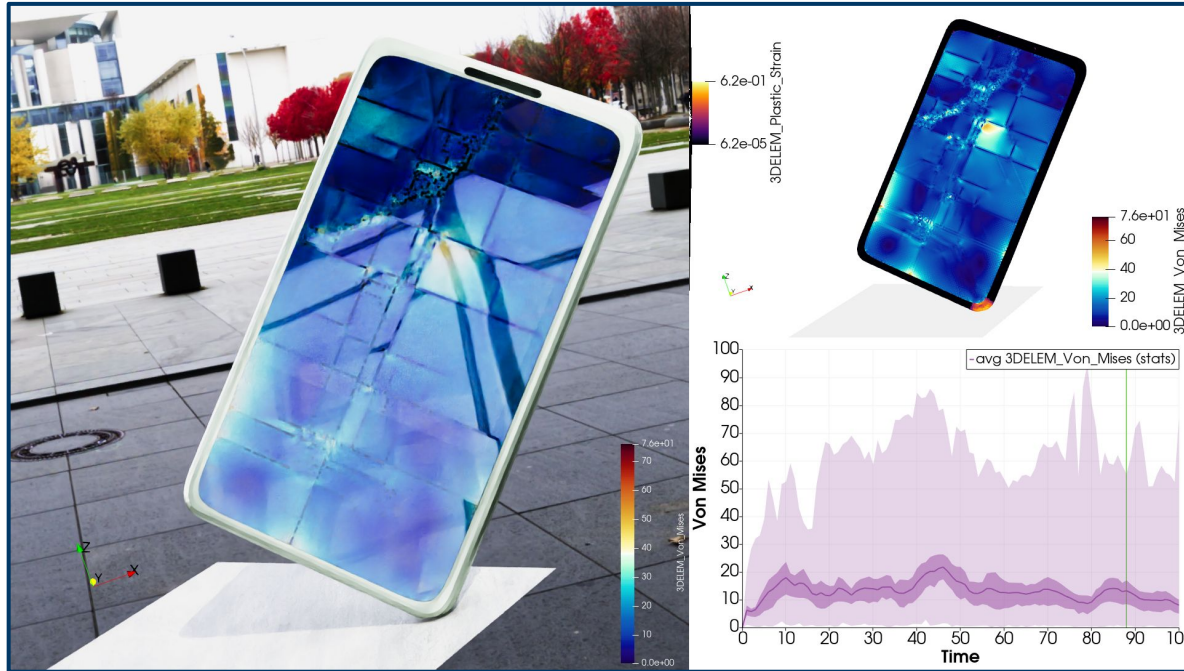 7.6e+01
70
60
50
40
30
20
10
0.0e+00
3DELEM_Von_Mises
Z
Y
X
6.2e-01
6.2e-05
3DELEM_Plastic_Strain
7.6e+01
60
40
20
0.0e+00
3DELEM_Von_Mises
Z
Y
X
-avg 3DELEM_Von_Mises (stats)
100
90
80
70
60
50
40
30
20
10
0
Von Mises
0 10 20 30 40 50 60 70 80 90 100
Time